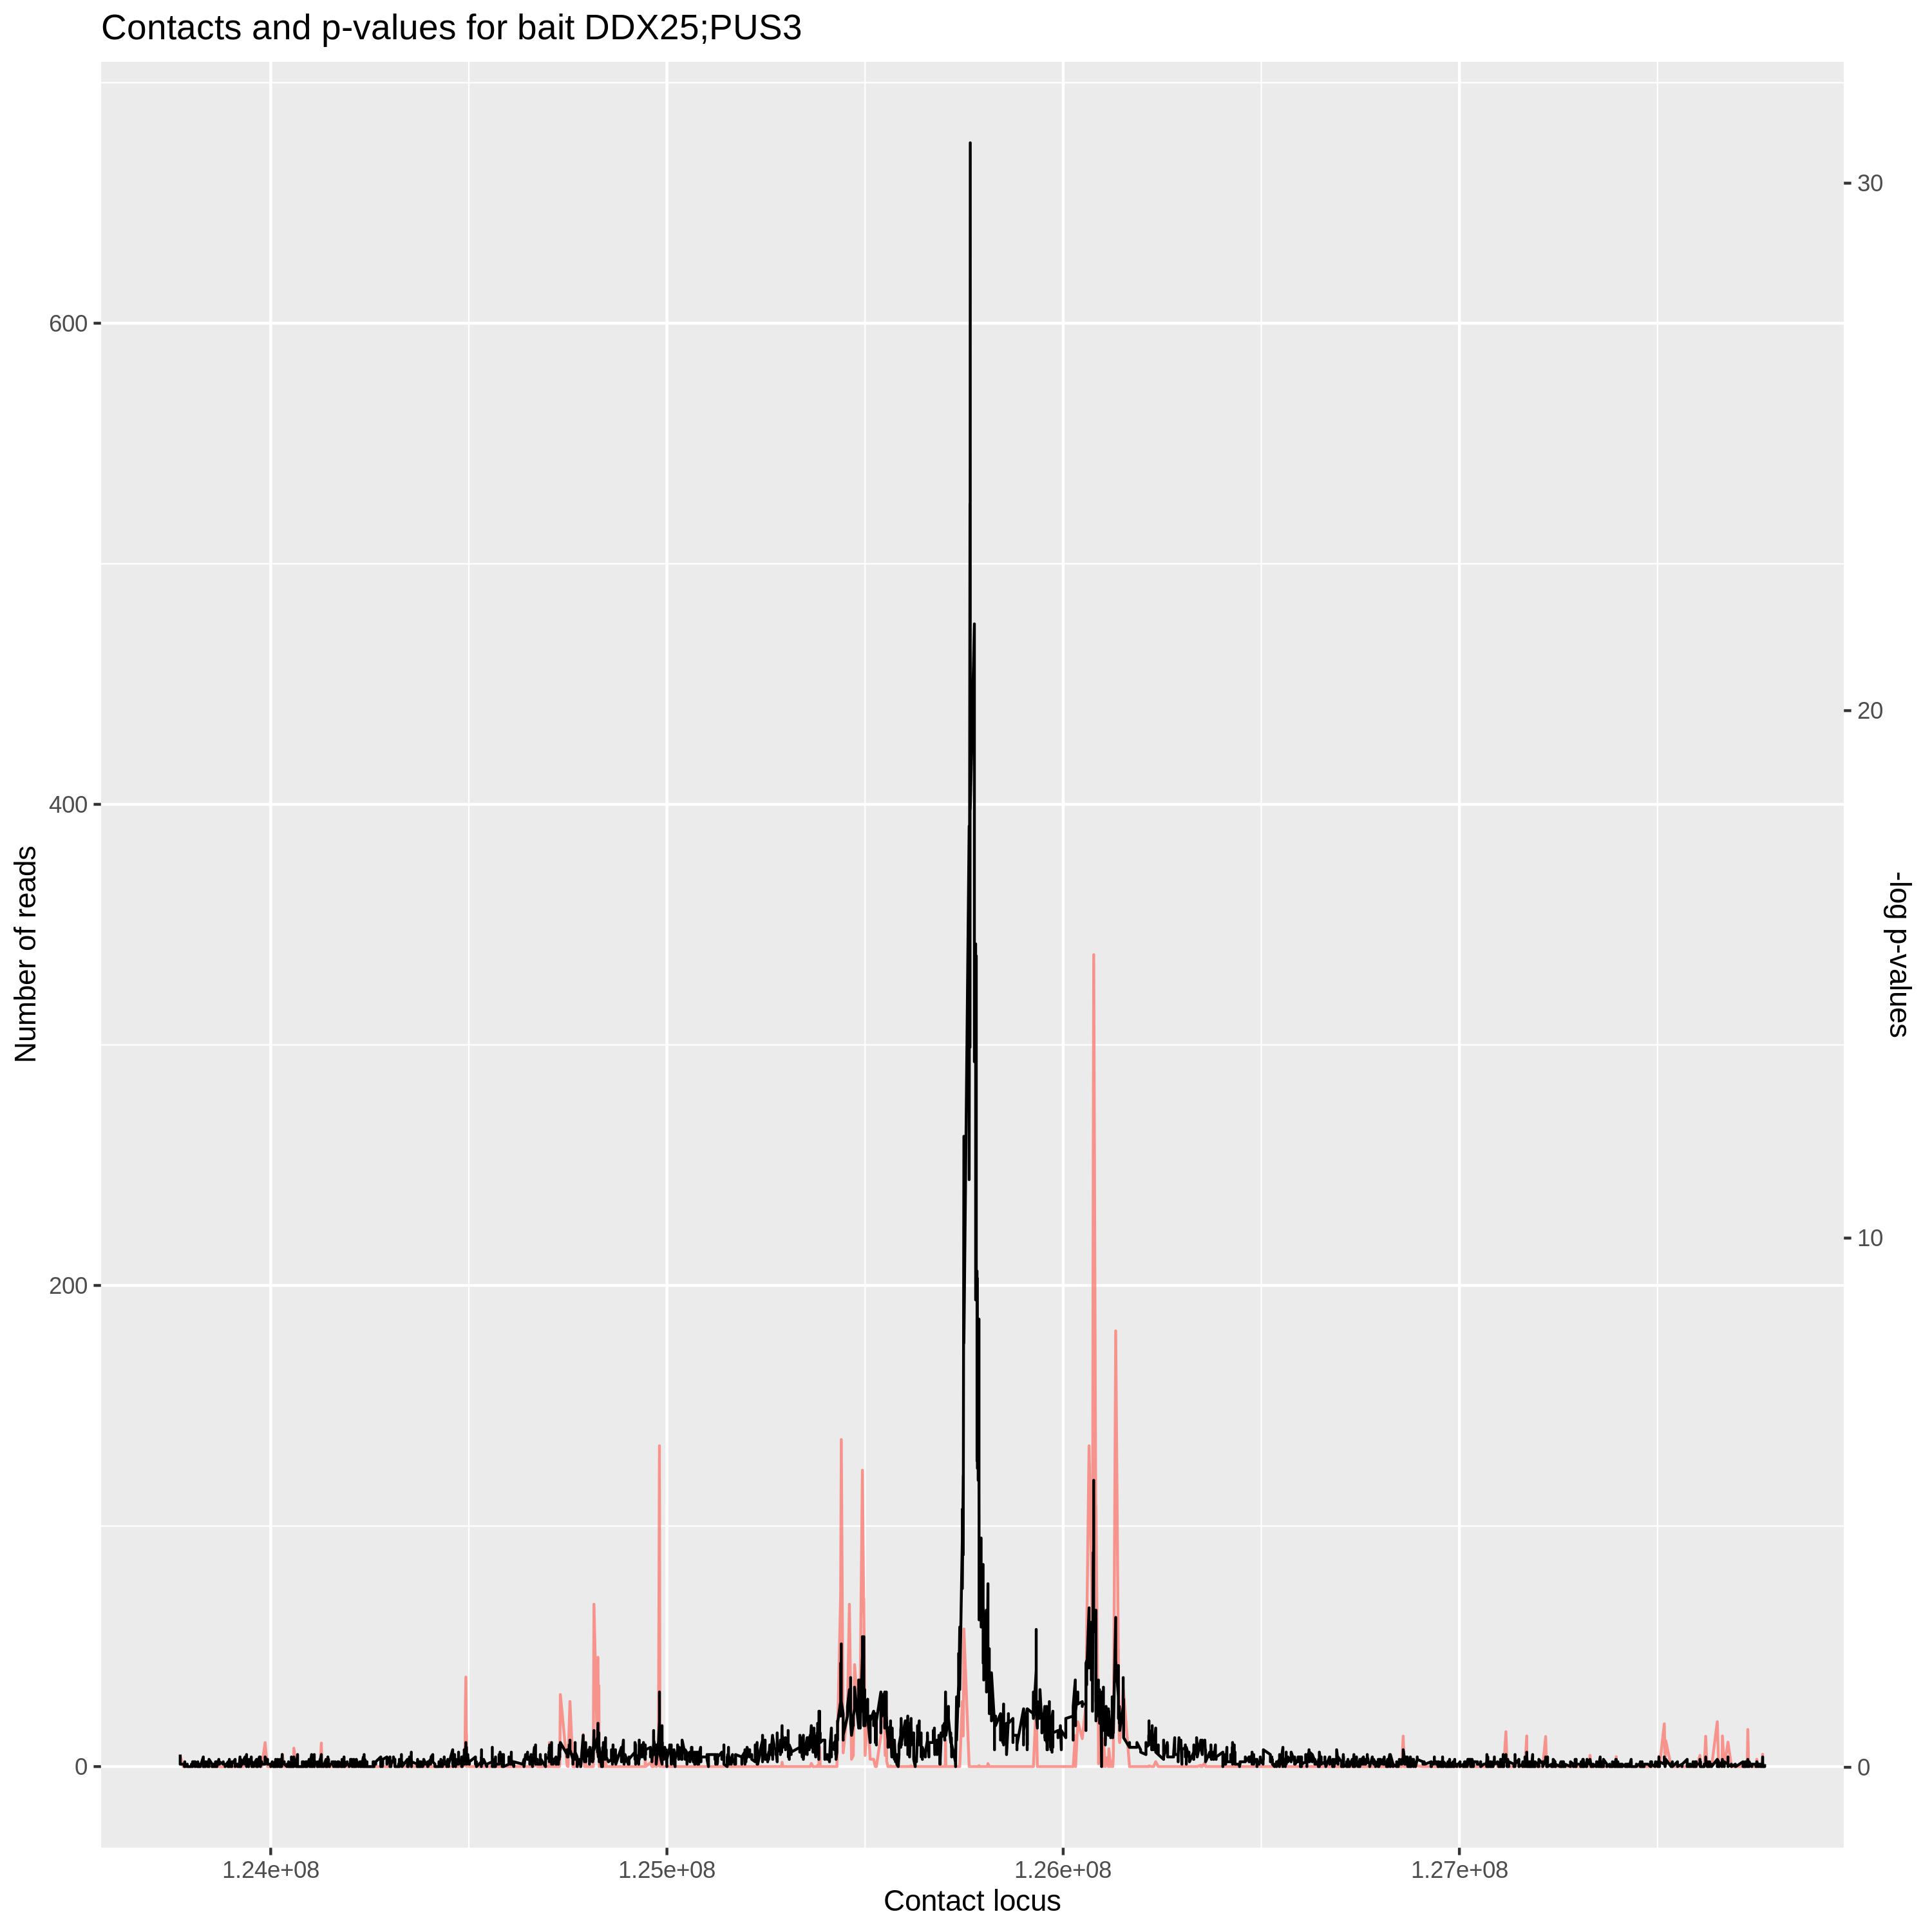 Contacts and p-values for bait DDX25;PUS3
600
400
200
0
Number of reads
30
20
10
0
-log p-values
1.24e+08
1.25e+08
1.26e+08
1.27e+08
Contact locus